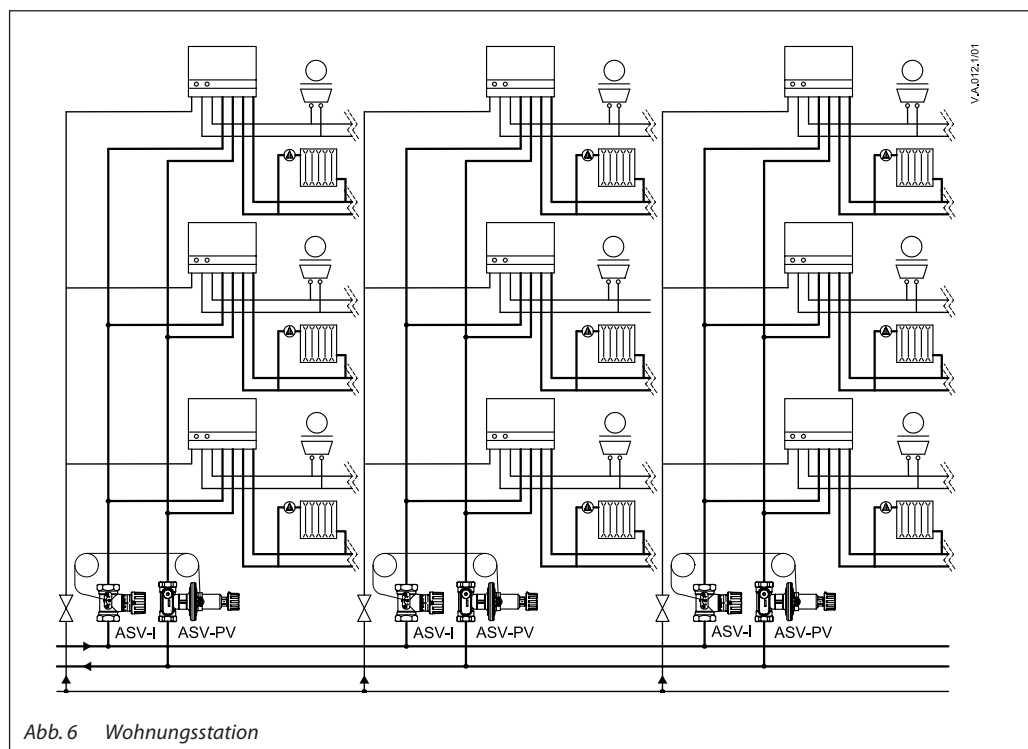 V.A.012.1/01
ASV-I ASV-PV ASV-I ASV-PV ASV-I ASV-PV
Abb. 6 Wohnungsstation